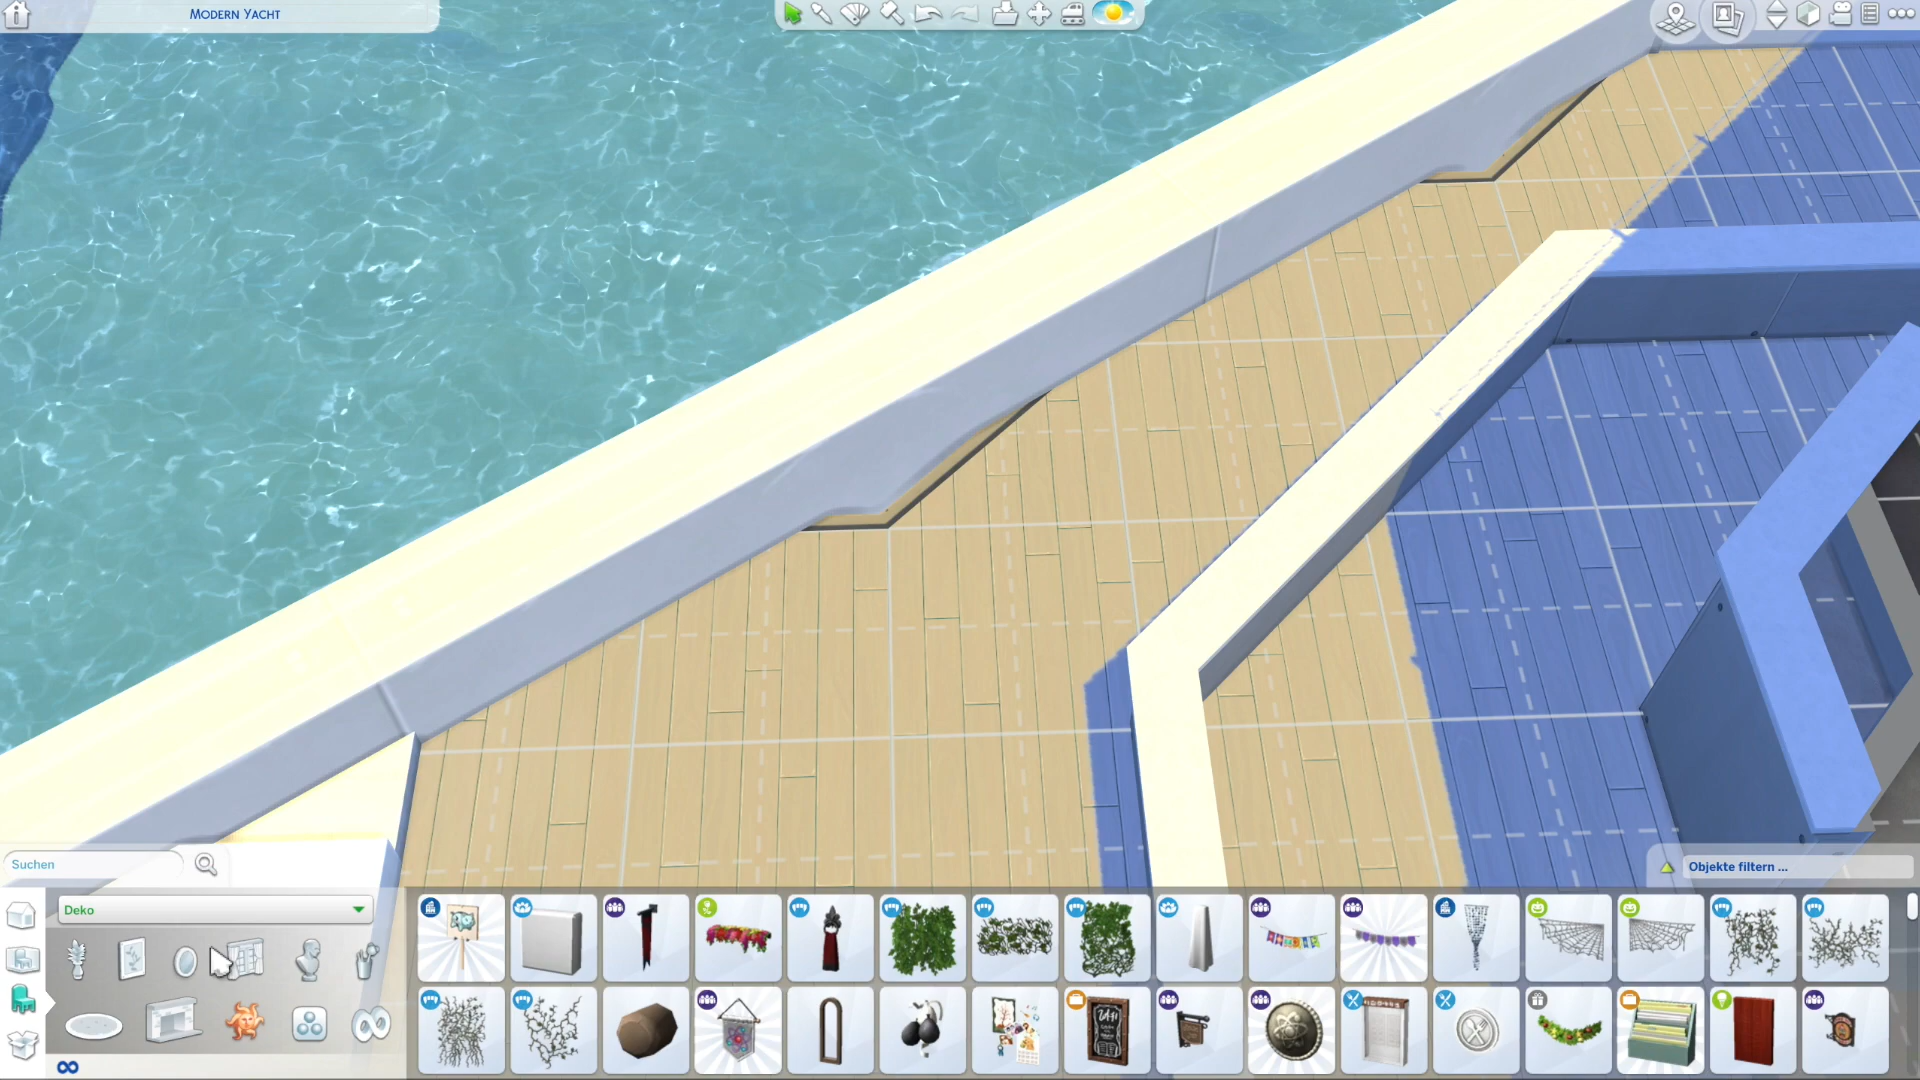 Modern Yacht
Suchen
Objekte filtern ...
Deko